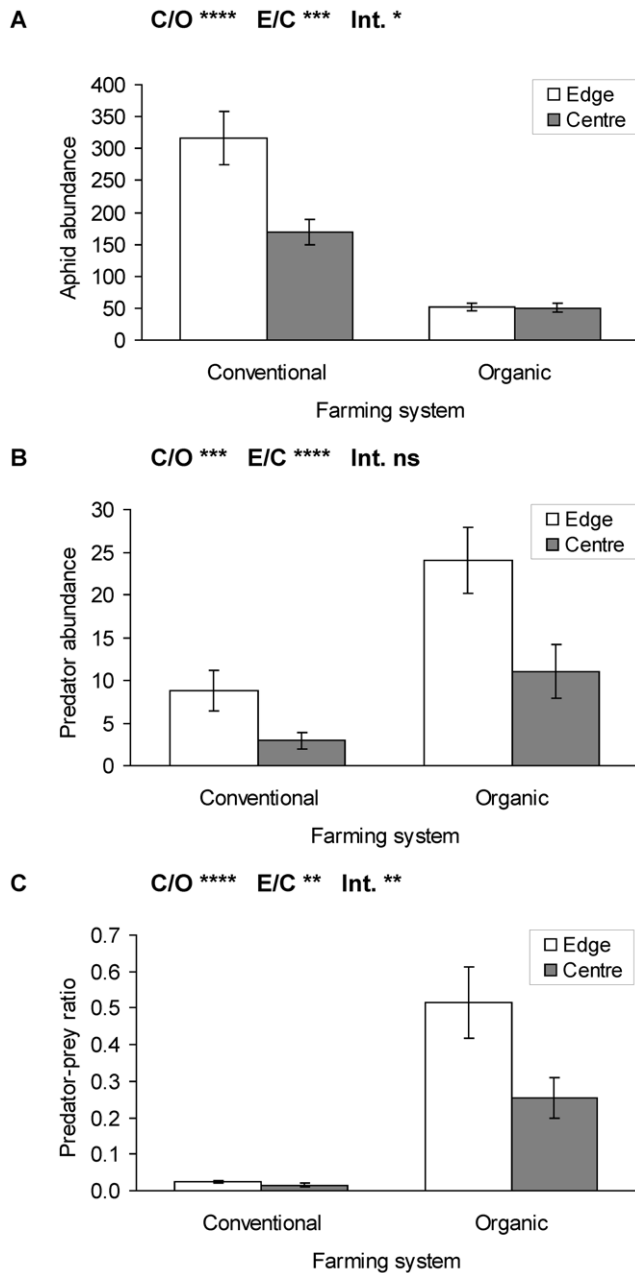 A C/O **** E/C *** Int. *
Edge
Centre
400
350
300
250
200
150
100
50
0
Aphid abundance
Conventional Organic
Farming system
B C/O *** E/C **** Int. ns
Edge
Centre
30
25
20
15
10
5
0
Predator abundance
Conventional Organic
Farming system
C C/O **** E/C ** Int. **
Edge
Centre
0.7
0.6
0.5
0.4
0.3
0.2
0.1
0.0
Predator-prey ratio
Conventional Organic
Farming system